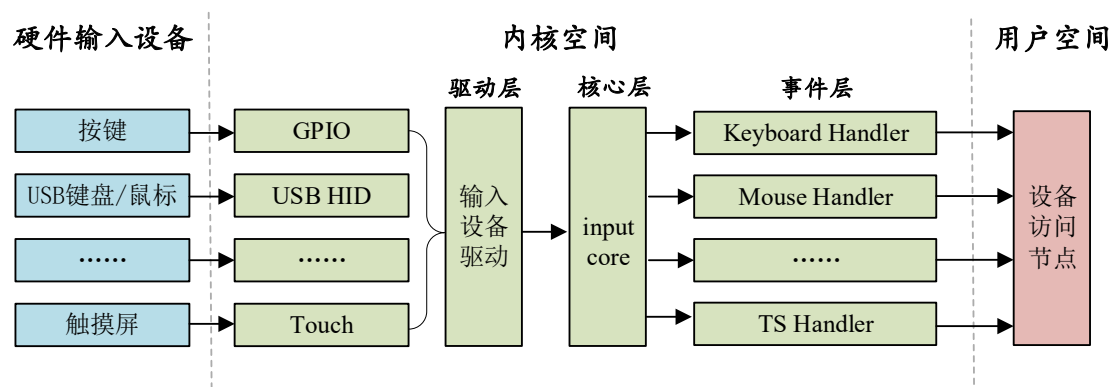 硬件输入设备
内核空间
用户空间
驱动层
核心层
事件层
按键
GPIO
Keyboard Handler
USB键盘/鼠标
USB HID
Mouse Handler
……
……
……
触摸屏
Touch
TS Handler
输入
设备
驱动
input
core
设备
访问
节点